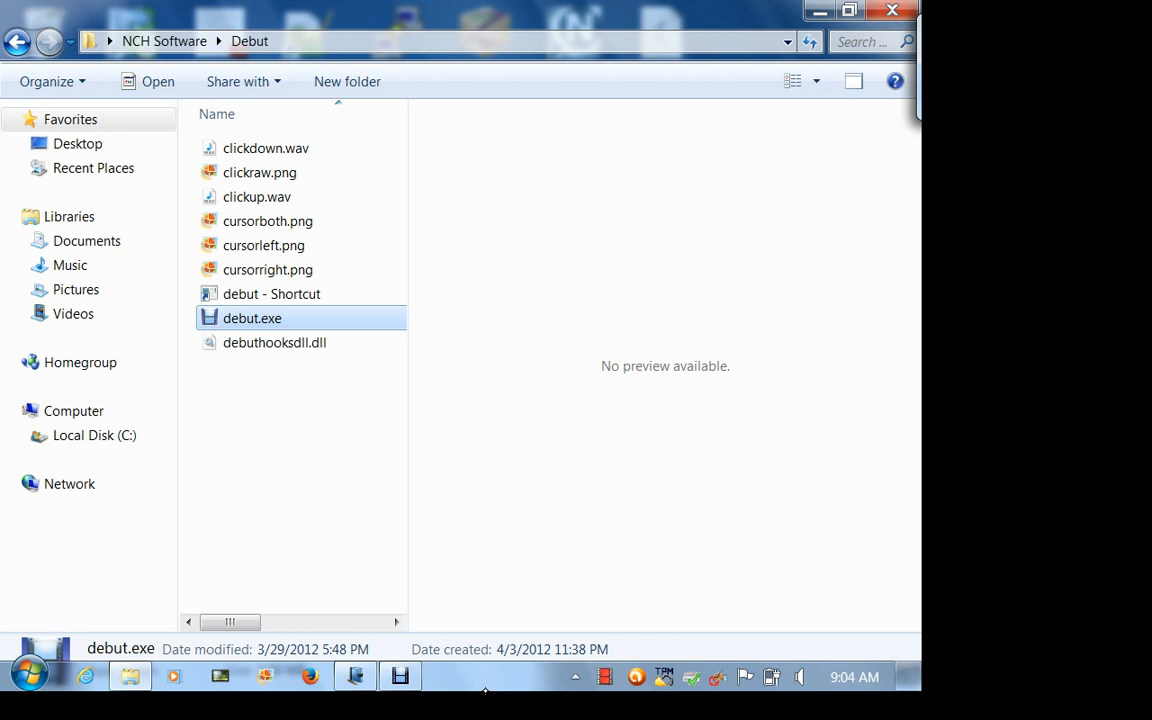 NCH Software Debut
Search ...
Organize Open Share with New folder
Name
Favorites
Desktop
Recent Places
Libraries
Documents
Music
Pictures
Videos
Homegroup
Computer
Local Disk (C:)
Network
clickdown.wav
clickraw.png
clickup.wav
cursorboth.png
cursorleft.png
cursorright.png
debut - Shortcut
debut.exe
debuthooksdll.dll
No preview available.
debut.exe Date modified: 3/29/2012 5:48 PM Date created: 4/3/2012 11:38 PM
TPM
9:04 AM